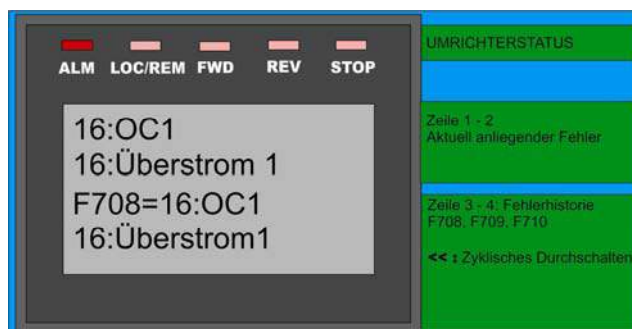 ALM LOC/REM FWD REV STOP
16:OC1
16:Überstrom 1
F708=16:OC1
16:Überstrom1
UMRICHTERSTATUS
Zeile 1 - 2
Aktuell anliegender Fehler
Zeile 3 - 4: Fehlerhistorie
F708, F709, F710
<< : Zyklisches Durchschalten